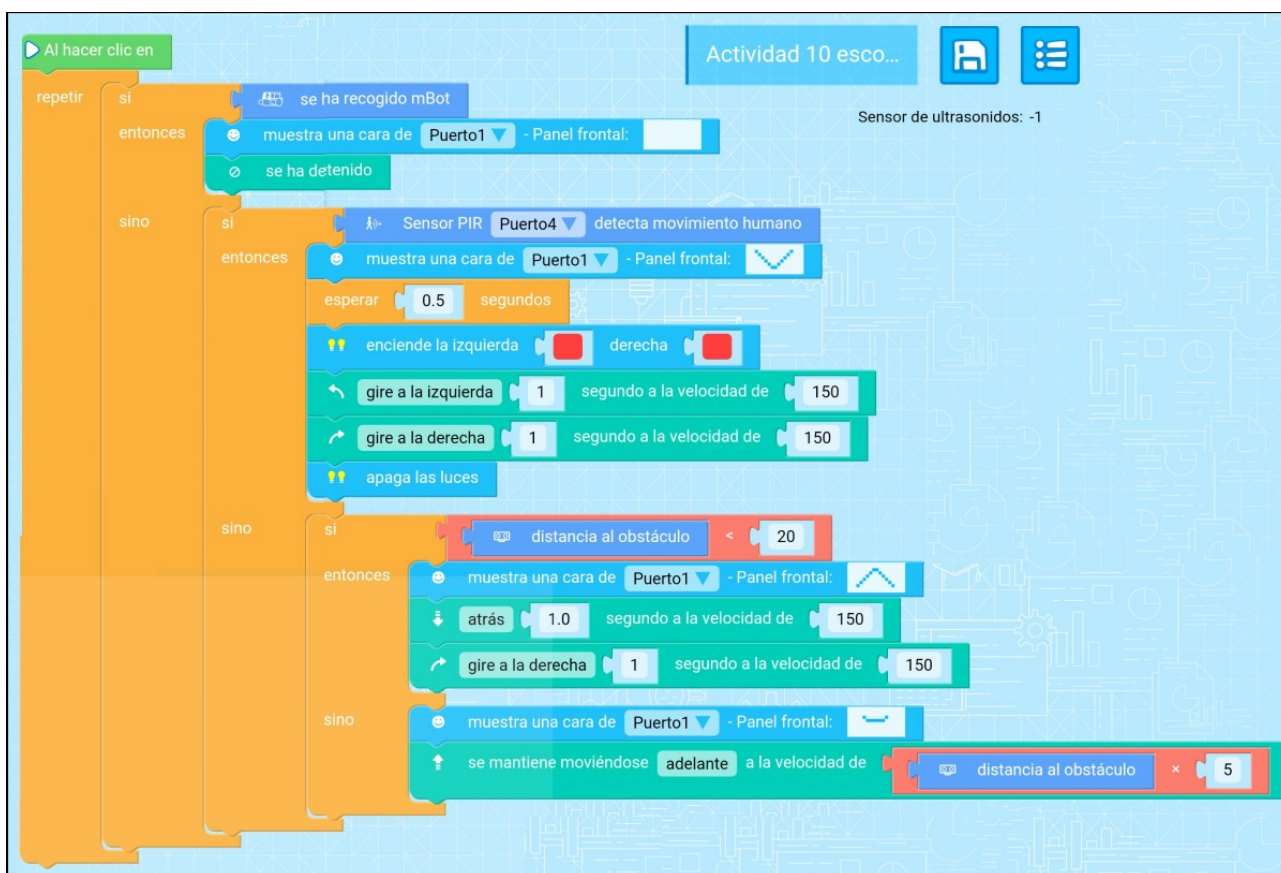 Al hacer clic en
Actividad 10 esco...
repetir si se ha recogido mBot
Sensor de ultrasonidos: -1
entonces muestra una cara de Puerto1 - Panel frontal:
se ha detenido
sino si Sensor PIR Puerto4 detecta movimiento humano
entonces muestra una cara de Puerto1 - Panel frontal:
esperar 0.5 segundos
enciende la izquierda derecha
gire a la izquierda 1 segundo a la velocidad de 150
gire a la derecha 1 segundo a la velocidad de 150
apaga las luces
sino si distancia al obstáculo < 20
entonces muestra una cara de Puerto1 - Panel frontal:
atrás 1.0 segundo a la velocidad de 150
gire a la derecha 1 segundo a la velocidad de 150
sino muestra una cara de Puerto1 - Panel frontal:
se mantiene moviéndose adelante a la velocidad de distancia al obstáculo × 5